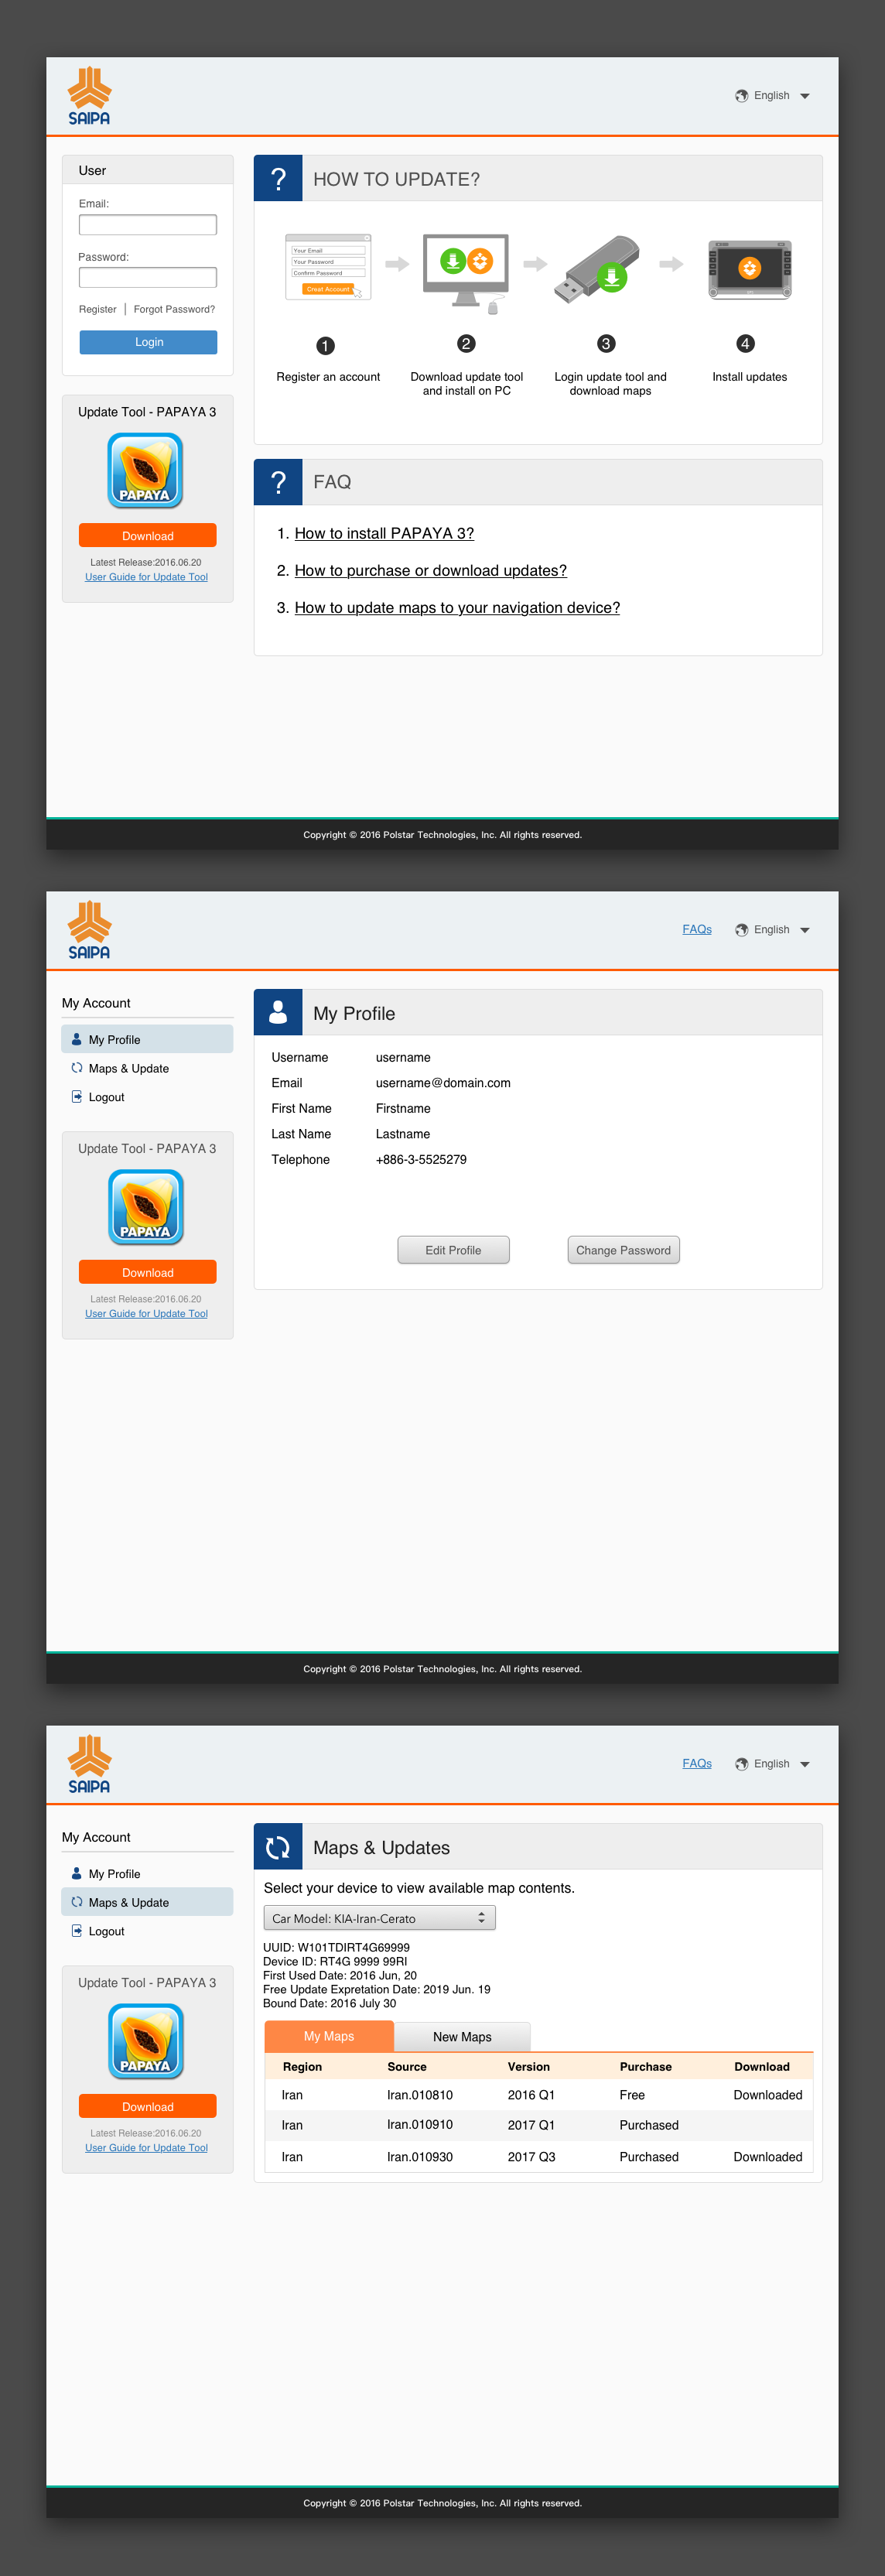 SAIPA
English
User
Email:
Password:
Register | Forgot Password?
Login
Update Tool - PAPAYA 3
PAPAYA
Download
Latest Release:2016.06.20
User Guide for Update Tool
HOW TO UPDATE?
Your Email
Your Password
Confirm Password
Creat Account
1
2
3
4
Register an account
Download update tool
and install on PC
Login update tool and
download maps
Install updates
FAQ
1. How to install PAPAYA 3?
2. How to purchase or download updates?
3. How to update maps to your navigation device?
Copyright © 2016 Polstar Technologies, Inc. All rights reserved.
SAIPA
FAQs
English
My Account
My Profile
Maps & Update
Logout
Update Tool - PAPAYA 3
PAPAYA
Download
Latest Release:2016.06.20
User Guide for Update Tool
My Profile
Username username
Email username@domain.com
First Name Firstname
Last Name Lastname
Telephone +886-3-5525279
Edit Profile
Change Password
Copyright © 2016 Polstar Technologies, Inc. All rights reserved.
SAIPA
FAQs
English
My Account
My Profile
Maps & Update
Logout
Update Tool - PAPAYA 3
PAPAYA
Download
Latest Release:2016.06.20
User Guide for Update Tool
Maps & Updates
Select your device to view available map contents.
Car Model: KIA-Iran-Cerato
UUID: W101TDIRT4G69999
Device ID: RT4G 9999 99RI
First Used Date: 2016 Jun, 20
Free Update Expretation Date: 2019 Jun. 19
Bound Date: 2016 July 30
My Maps
New Maps
Region Source Version Purchase Download
Iran Iran.010810 2016 Q1 Free Downloaded
Iran Iran.010910 2017 Q1 Purchased
Iran Iran.010930 2017 Q3 Purchased Downloaded
Copyright © 2016 Polstar Technologies, Inc. All rights reserved.